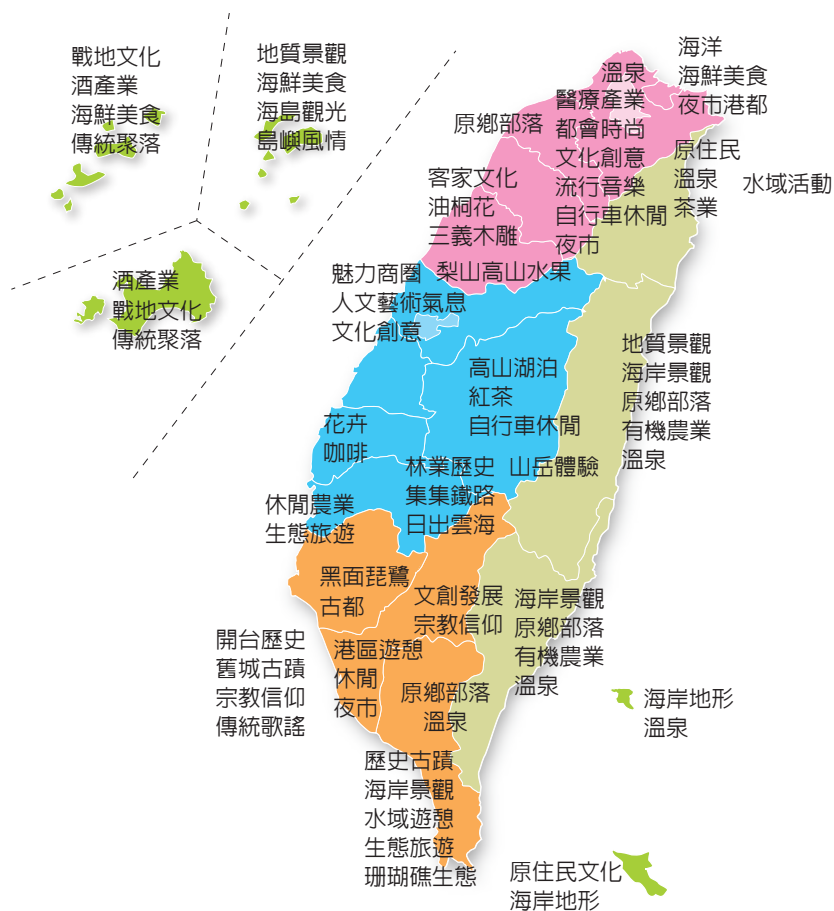 戰地文化
酒產業
海鮮美食
傳統聚落
地質景觀
海鮮美食
海島觀光
島嶼風情
酒產業
戰地文化
傳統聚落
海洋
海鮮美食
夜市港都
溫泉
醫療產業
都會時尚
文化創意
流行音樂
自行車休閒
夜市
原鄉部落
原住民
溫泉
茶業
水域活動
客家文化
油桐花
三義木雕
梨山高山水果
魅力商圈
人文藝術氣息
文化創意
地質景觀
海岸景觀
原鄉部落
有機農業
溫泉
高山湖泊
紅茶
自行車休閒
花卉
咖啡
林業歷史
集集鐵路
日出雲海
山岳體驗
休閒農業
生態旅遊
黑面琵鷺
古都
文創發展
宗教信仰
海岸景觀
原鄉部落
有機農業
溫泉
開台歷史
舊城古蹟
宗教信仰
傳統歌謠
港區遊憩
休閒
夜市
原鄉部落
溫泉
海岸地形
溫泉
歷史古蹟
海岸景觀
水域遊憩
生態旅遊
珊瑚礁生態
原住民文化
海岸地形